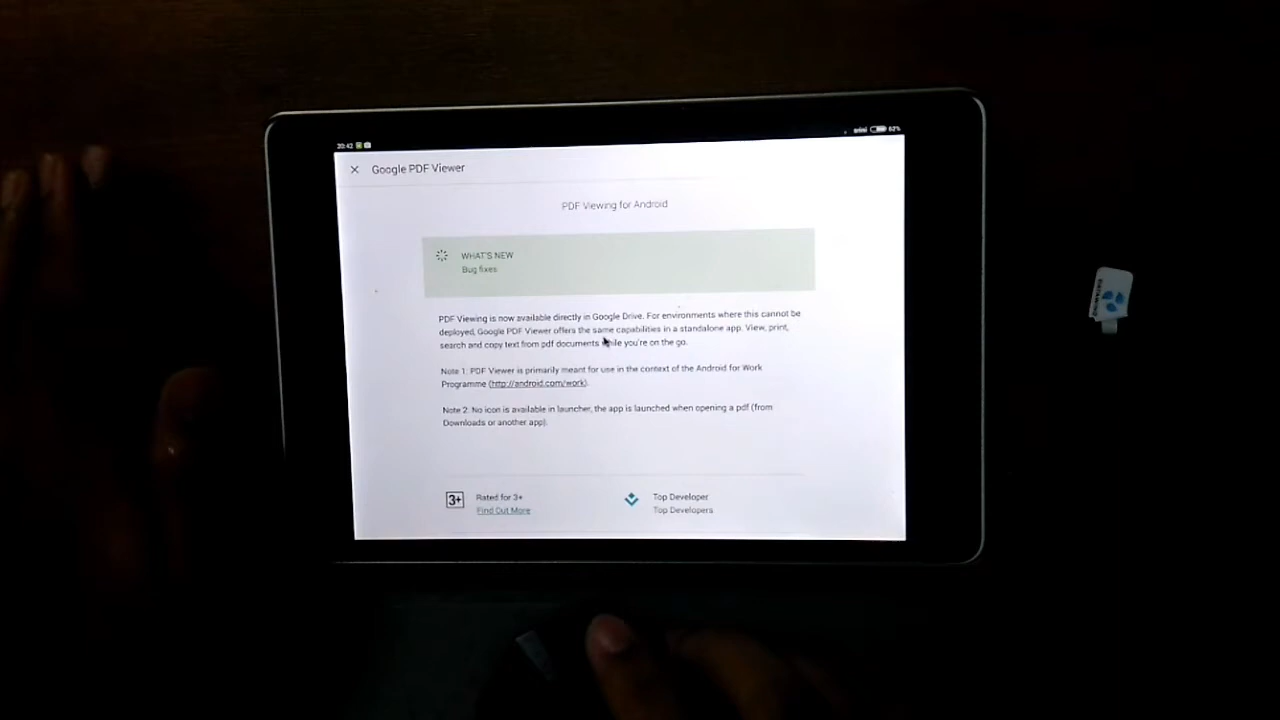 20:42
62%
Google PDF Viewer
PDF Viewing for Android
WHAT'S NEW
Bug fixes
PDF Viewing is now available directly in Google Drive. For environments where this cannot be
deployed, Google PDF Viewer offers the same capabilities in a standalone app. View, print,
search and copy text from pdf documents while you're on the go.
Note 1: PDF Viewer is primarily meant for use in the context of the Android for Work
Programme (http://android.com/work).
Note 2: No icon is available in launcher, the app is launched when opening a pdf (from
Downloads or another app).
3+
Rated for 3+
Find Out More
Top Developer
Top Developers